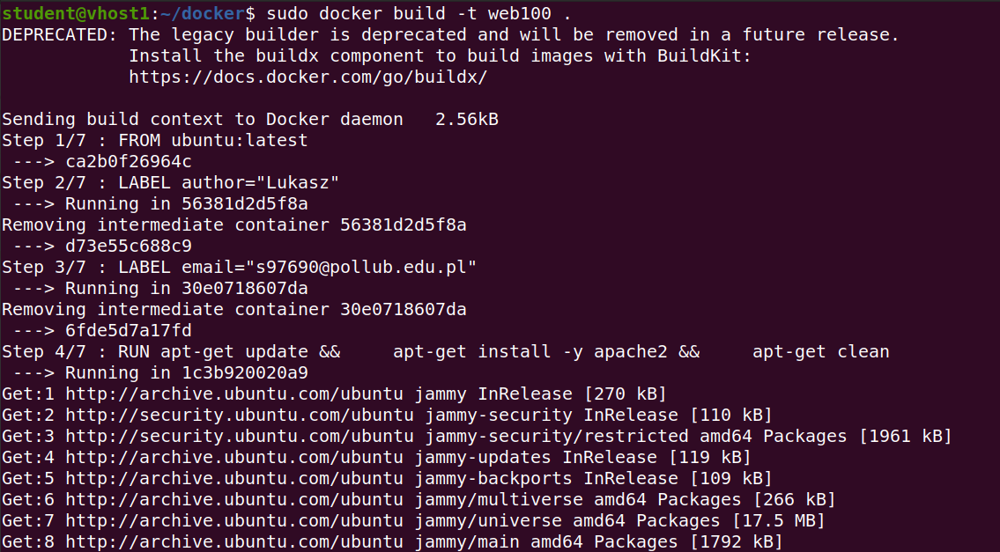 student@vhost1:~/docker$ sudo docker build -t web100 .
DEPRECATED: The legacy builder is deprecated and will be removed in a future release.
            Install the buildx component to build images with BuildKit:
            https://docs.docker.com/go/buildx/

Sending build context to Docker daemon   2.56kB
Step 1/7 : FROM ubuntu:latest
 ---> ca2b0f26964c
Step 2/7 : LABEL author="Lukasz"
 ---> Running in 56381d2d5f8a
Removing intermediate container 56381d2d5f8a
 ---> d73e55c688c9
Step 3/7 : LABEL email="s97690@pollub.edu.pl"
 ---> Running in 30e0718607da
Removing intermediate container 30e0718607da
 ---> 6fde5d7a17fd
Step 4/7 : RUN apt-get update &&     apt-get install -y apache2 &&     apt-get clean
 ---> Running in 1c3b920020a9
Get:1 http://archive.ubuntu.com/ubuntu jammy InRelease [270 kB]
Get:2 http://security.ubuntu.com/ubuntu jammy-security InRelease [110 kB]
Get:3 http://security.ubuntu.com/ubuntu jammy-security/restricted amd64 Packages [1961 kB]
Get:4 http://archive.ubuntu.com/ubuntu jammy-updates InRelease [119 kB]
Get:5 http://archive.ubuntu.com/ubuntu jammy-backports InRelease [109 kB]
Get:6 http://archive.ubuntu.com/ubuntu jammy/multiverse amd64 Packages [266 kB]
Get:7 http://archive.ubuntu.com/ubuntu jammy/universe amd64 Packages [17.5 MB]
Get:8 http://archive.ubuntu.com/ubuntu jammy/main amd64 Packages [1792 kB]